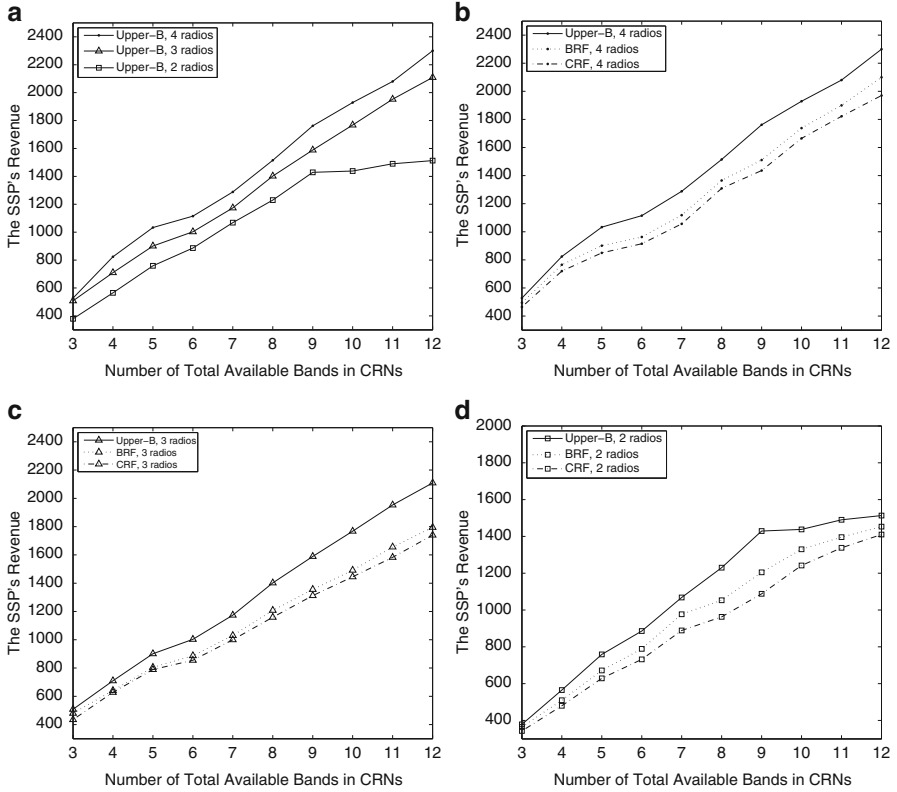 a
2400
2200
2000
1800
1600
1400
1200
1000
800
600
400
The SSP's Revenue
Upper-B, 4 radios
Upper-B, 3 radios
Upper-B, 2 radios
3 4 5 6 7 8 9 10 11 12
Number of Total Available Bands in CRNs
b
2400
2200
2000
1800
1600
1400
1200
1000
800
600
400
The SSP's Revenue
Upper-B, 4 radios
BRF, 4 radios
CRF, 4 radios
3 4 5 6 7 8 9 10 11 12
Number of Total Available Bands in CRNs
c
2400
2200
2000
1800
1600
1400
1200
1000
800
600
400
The SSP's Revenue
Upper-B, 3 radios
BRF, 3 radios
CRF, 3 radios
3 4 5 6 7 8 9 10 11 12
Number of Total Available Bands in CRNs
d
2000
1800
1600
1400
1200
1000
800
600
400
The SSP's Revenue
Upper-B, 2 radios
BRF, 2 radios
CRF, 2 radios
3 4 5 6 7 8 9 10 11 12
Number of Total Available Bands in CRNs